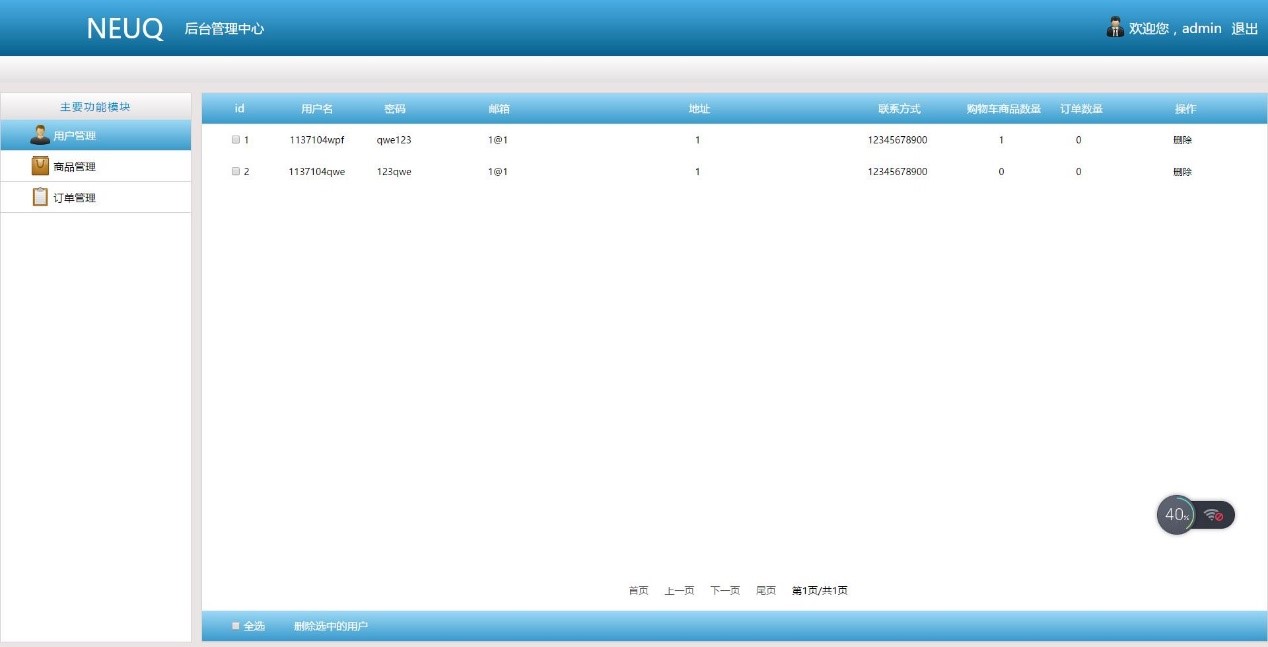 NEUQ 后台管理中心 欢迎您，admin 退出
主要功能模块
用户管理
商品管理
订单管理
id 用户名 密码 邮箱 地址 联系方式 购物车商品数量 订单数量 操作
1 1137104wpf qwe123 1@1 1 12345678900 1 0 删除
2 1137104qwe 123qwe 1@1 1 12345678900 0 0 删除
40%
首页 上一页 下一页 尾页 第1页/共1页
全选 删除选中的用户